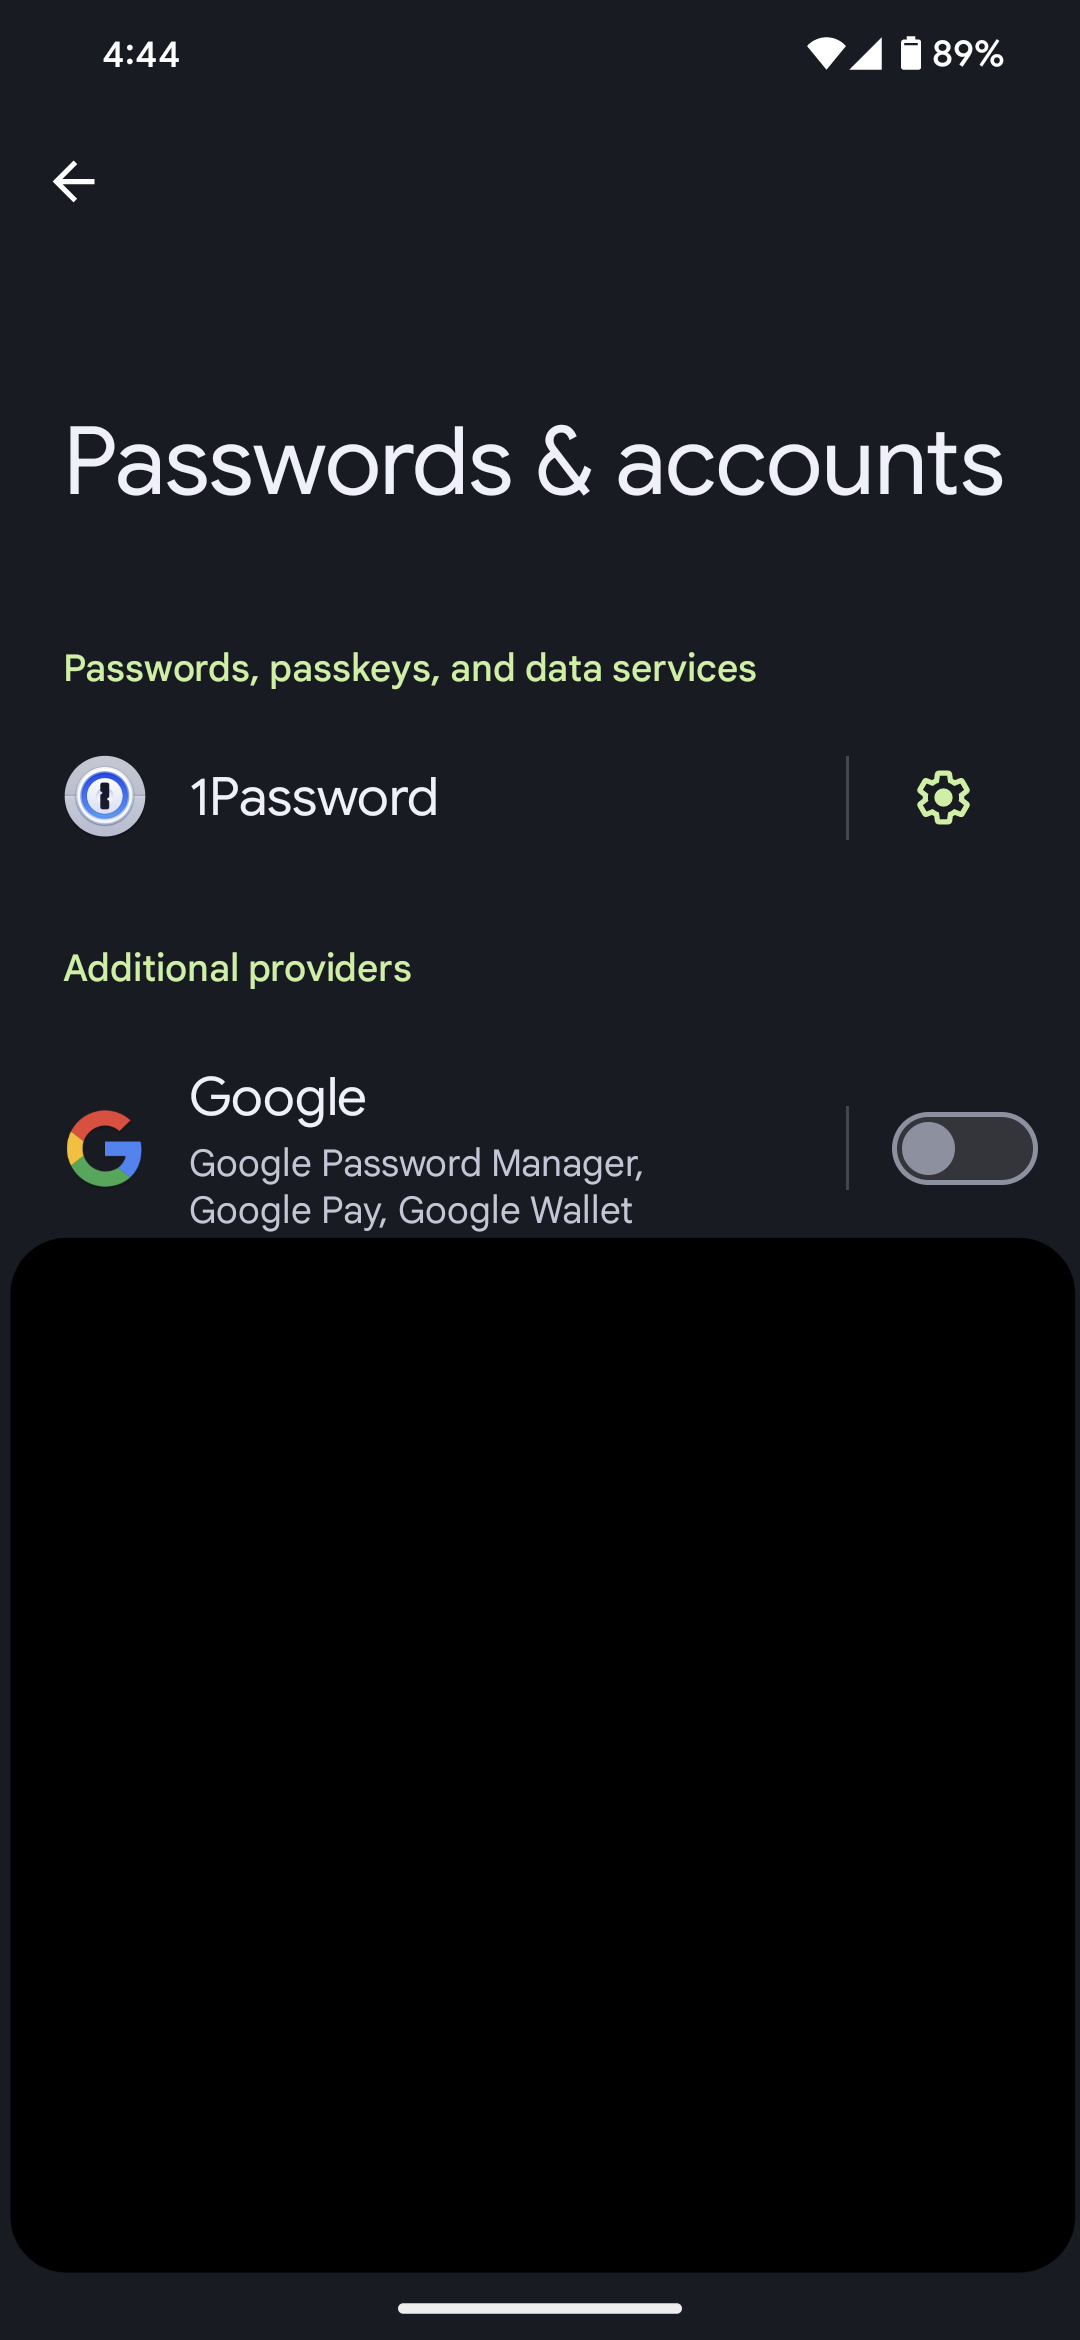 4:44
89%
Passwords & accounts
Passwords, passkeys, and data services
1Password
Additional providers
Google
Google Password Manager,
Google Pay, Google Wallet